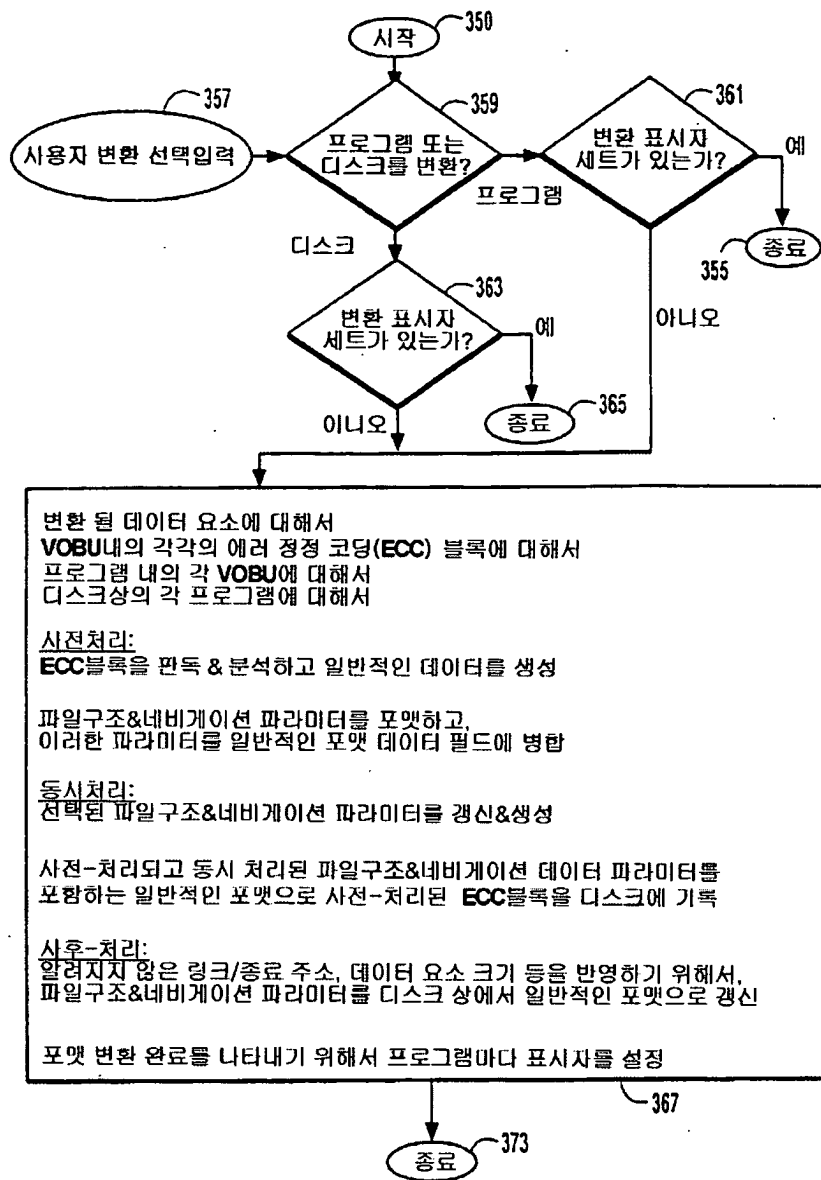 시작
350
357
사용자 변환 선택입력
359
프로그램 또는
디스크를 변환?
프로그램
361
변환 표시자
세트가 있는가?
예
355
종료
디스크
363
변환 표시자
세트가 있는가?
예
아니오
365
종료
이니오
변환 될 데이터 요소에 대해서
VOBU내의 각각의 에러 정정 코딩(ECC) 블록에 대해서
프로그램 내의 각 VOBU에 대해서
디스크상의 각 프로그램에 대해서
사전처리:
ECC블록을 판독 & 분석하고 일반적인 데이터를 생성
파일구조&네비게이션 파라미터를 포맷하고,
이러한 파라미터를 일반적인 포맷 데이터 필드에 병합
동시처리:
선택된 파일구조&네비게이션 파라미터를 갱신&생성
사전-처리되고 동시 처리된 파일구조&네비게이션 데이터 파라미터를
포함하는 일반적인 포맷으로 사전-처리된 ECC블록을 디스크에 기록
사후-처리:
알려지지 않은 링크/종료 주소, 데이터 요소 크기 등을 반영하기 위해서,
파일구조&네비게이션 파라미터를 디스크 상에서 일반적인 포맷으로 갱신
포맷 변환 완료를 나타내기 위해서 프로그램마다 표시자를 설정
367
373
종료